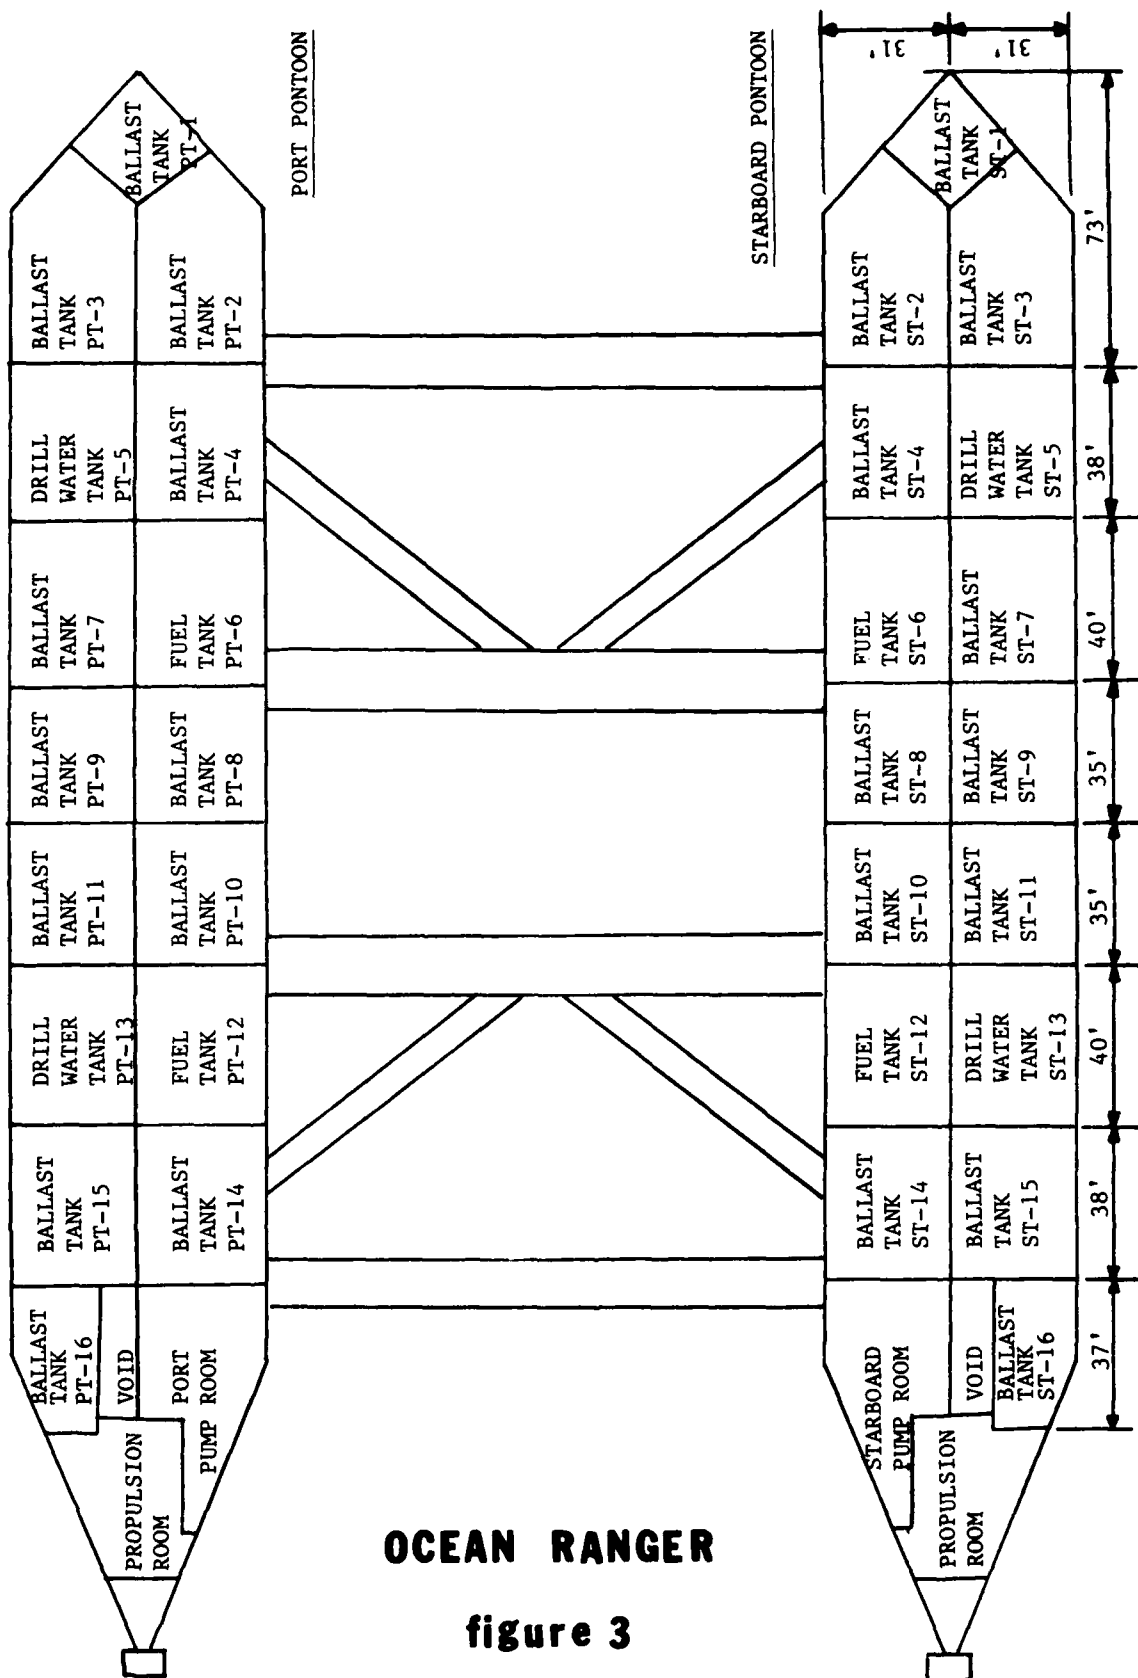 PORT PONTOON
BALLAST
TANK
PT-1
BALLAST
TANK
PT-3
BALLAST
TANK
PT-2
DRILL
WATER
TANK
PT-5
BALLAST
TANK
PT-4
BALLAST
TANK
PT-7
FUEL
TANK
PT-6
BALLAST
TANK
PT-9
BALLAST
TANK
PT-8
BALLAST
TANK
PT-11
BALLAST
TANK
PT-10
DRILL
WATER
TANK
PT-13
FUEL
TANK
PT-12
BALLAST
TANK
PT-15
BALLAST
TANK
PT-14
BALLAST
TANK
PT-16
VOID
PORT
PUMP ROOM
PROPULSION
ROOM
STARBOARD PONTOON
31'
31'
BALLAST
TANK
ST-1
BALLAST
TANK
ST-2
BALLAST
TANK
ST-3
73'
BALLAST
TANK
ST-4
DRILL
WATER
TANK
ST-5
38'
FUEL
TANK
ST-6
BALLAST
TANK
ST-7
40'
BALLAST
TANK
ST-8
BALLAST
TANK
ST-9
35'
BALLAST
TANK
ST-10
BALLAST
TANK
ST-11
35'
FUEL
TANK
ST-12
DRILL
WATER
TANK
ST-13
40'
BALLAST
TANK
ST-14
BALLAST
TANK
ST-15
38'
STARBOARD
PUMP ROOM
VOID
BALLAST
TANK
ST-16
37'
PROPULSION
ROOM
OCEAN RANGER
figure 3